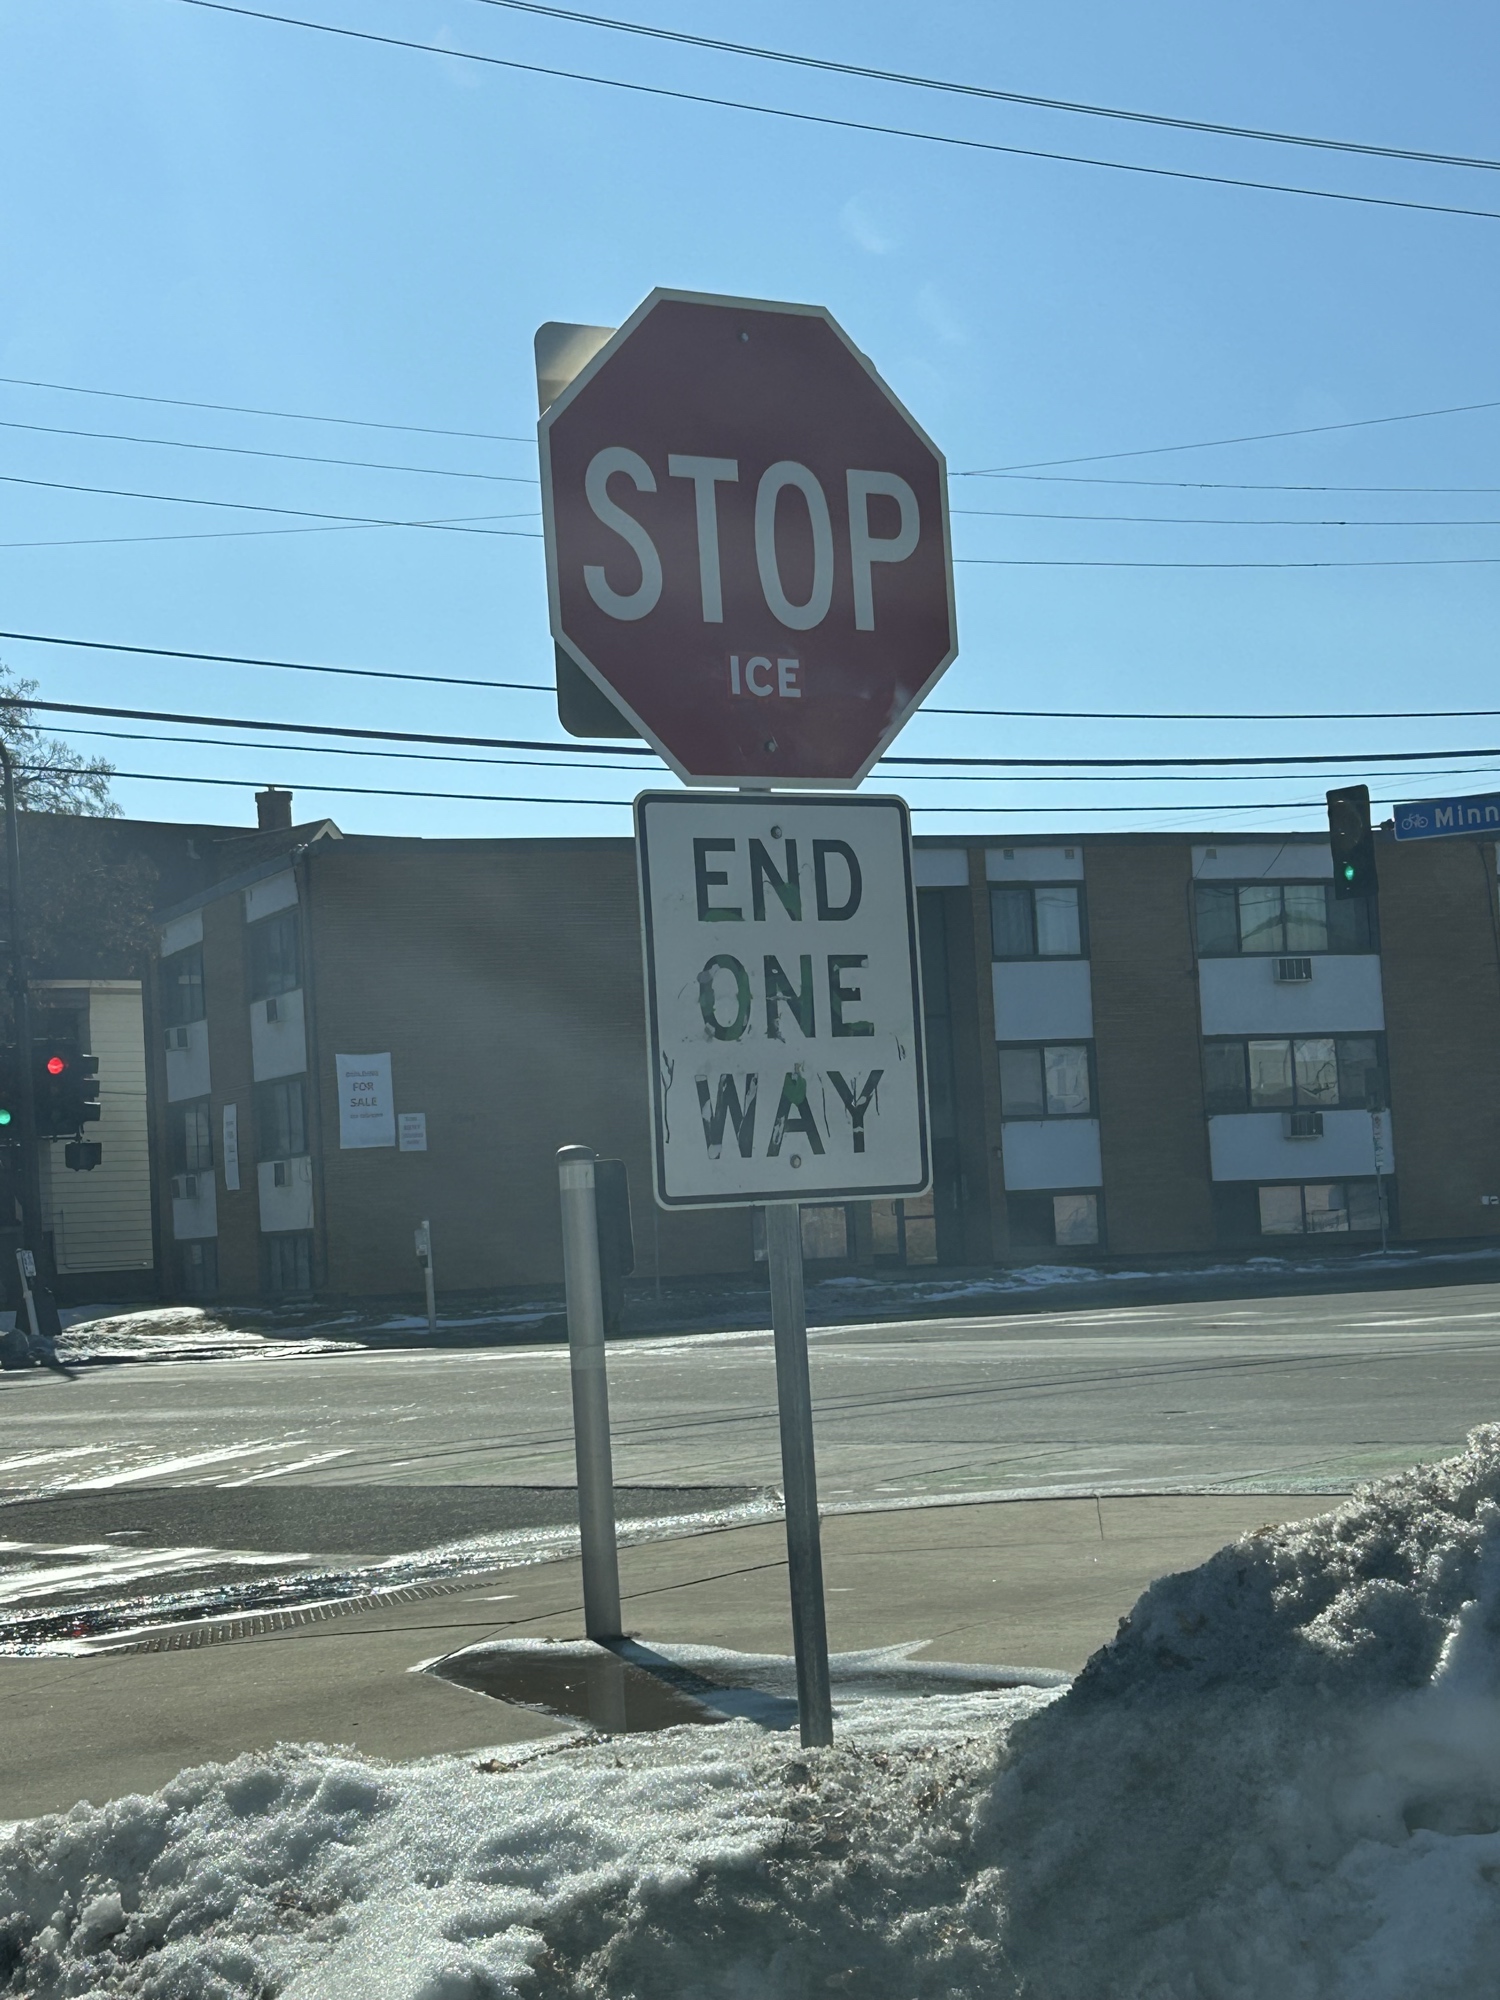 STOP
ICE
END
ONE
WAY
Minn
FOR
SALE